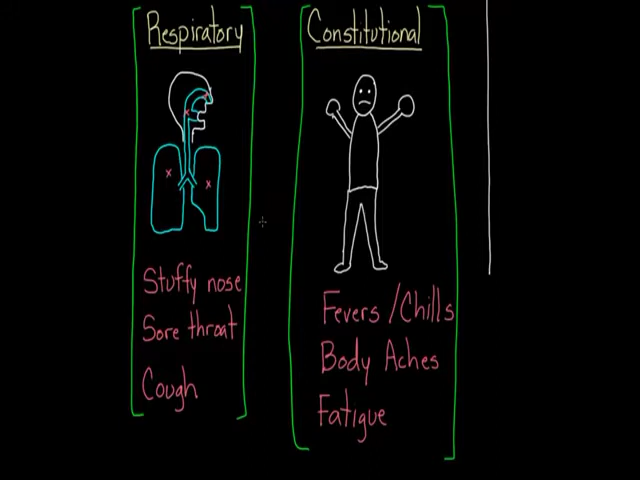 Respiratory
Stuffy nose
Sore throat
Cough
Constitutional
Fevers/Chills
Body Aches
Fatigue